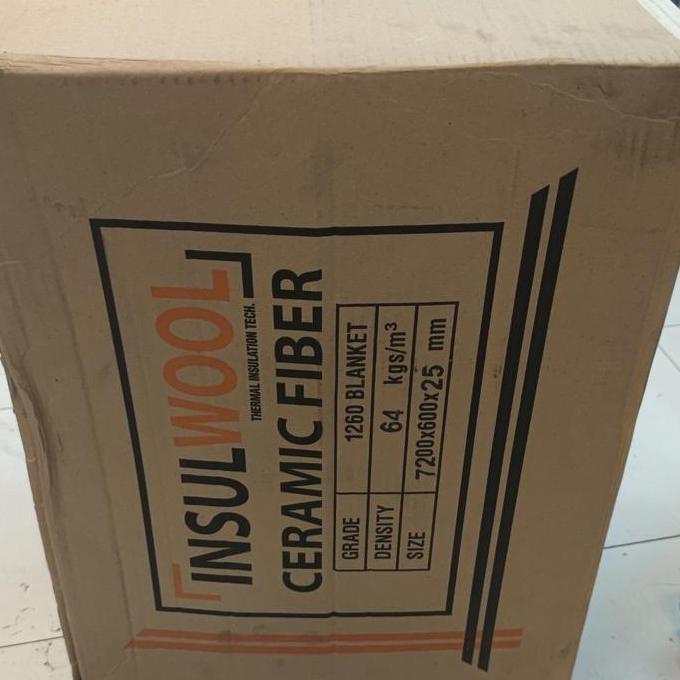 INSULWOOL
THERMAL INSULATION TECH.
CERAMIC FIBER
GRADE 1260 BLANKET
DENSITY 64 kgs/m³
SIZE 7200x600x25 mm